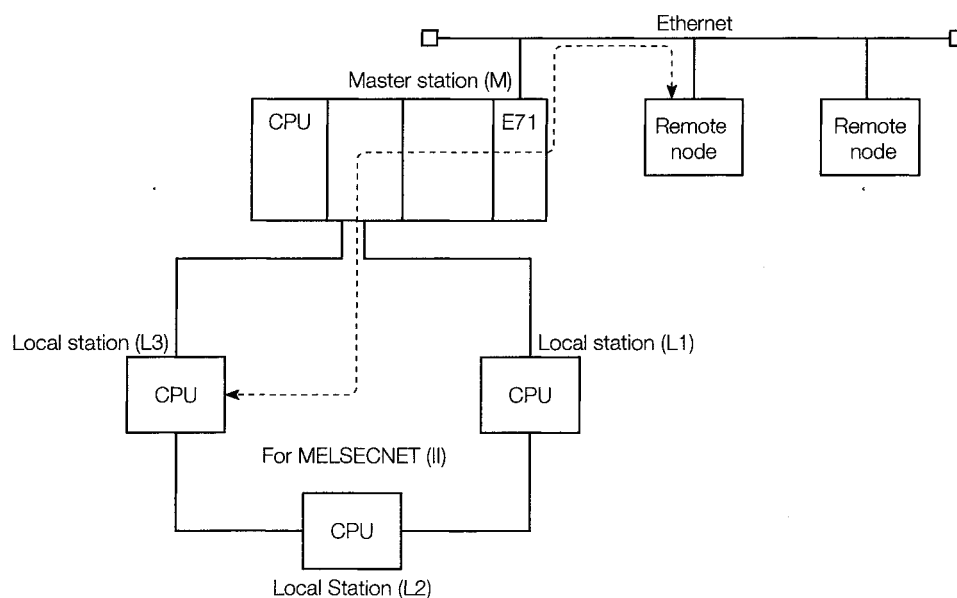 Ethernet
Master station (M)
CPU
E71
Remote
node
Remote
node
Local station (L3)
Local station (L1)
CPU
CPU
For MELSECNET (II)
CPU
Local Station (L2)